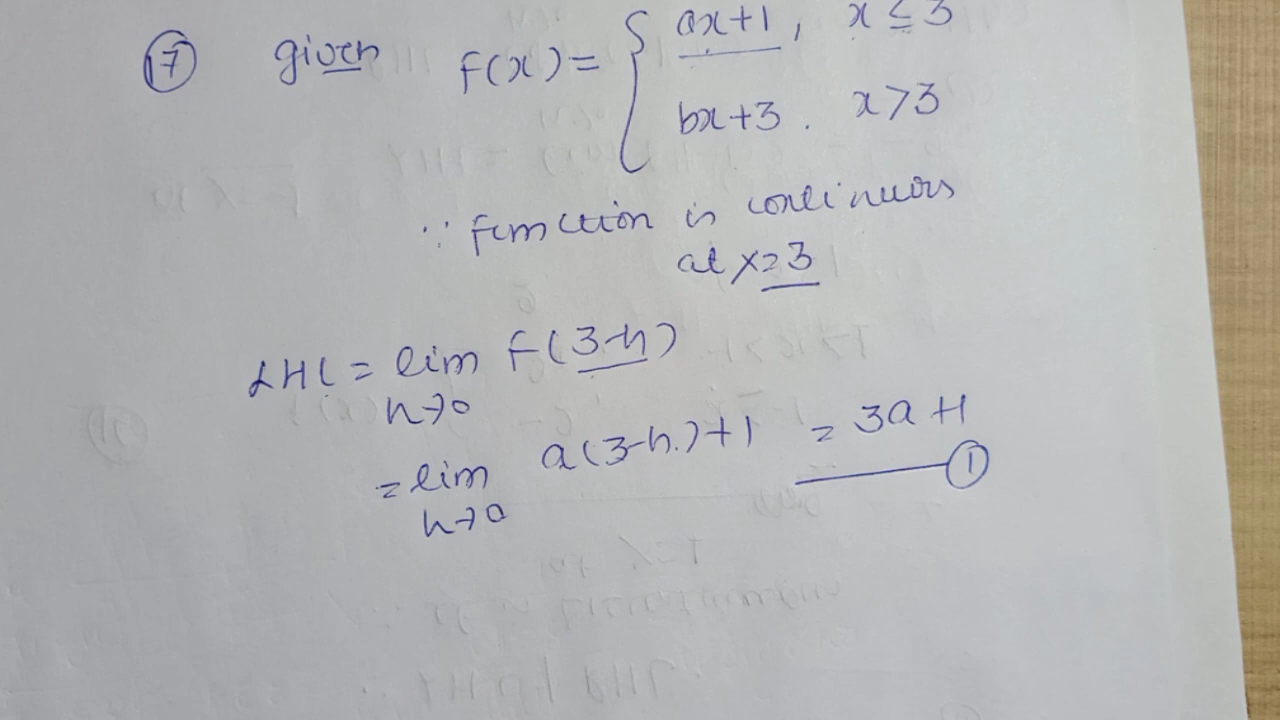 17 given f(x) = { ax+1, x ≤ 3
bx+3. x>3
∵ function is continuous
at x=3
LHL = lim f(3-h)
h→0
= lim a(3-h.)+1 = 3a+1
h→0 1